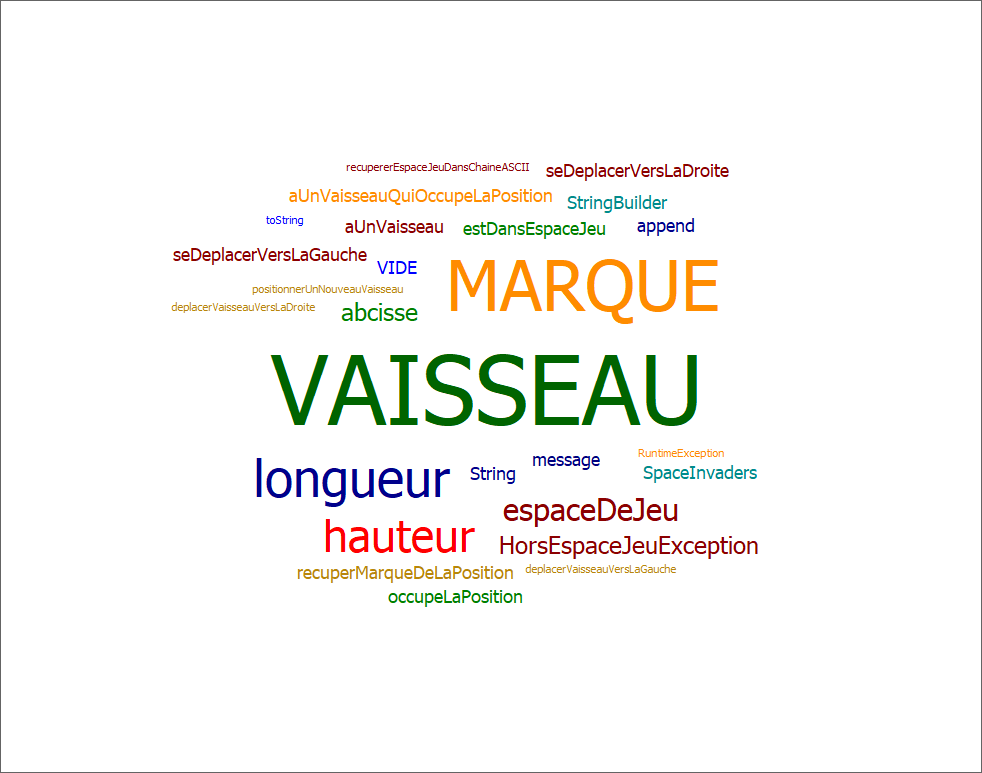 recupererEspaceJeuDansChaineASCII seDeplacerVersLaDroite
aUnVaisseauQuiOccupeLaPosition StringBuilder
toString aUnVaisseau estDansEspaceJeu append
seDeplacerVersLaGauche VIDE MARQUE
positionnerUnNouveauVaisseau
deplacerVaisseauVersLaDroite abcisse
VAISSEAU
longueur String message RuntimeException
SpaceInvaders
espaceDeJeu
hauteur HorsEspaceJeuException
recuperMarqueDeLaPosition deplacerVaisseauVersLaGauche
occupeLaPosition